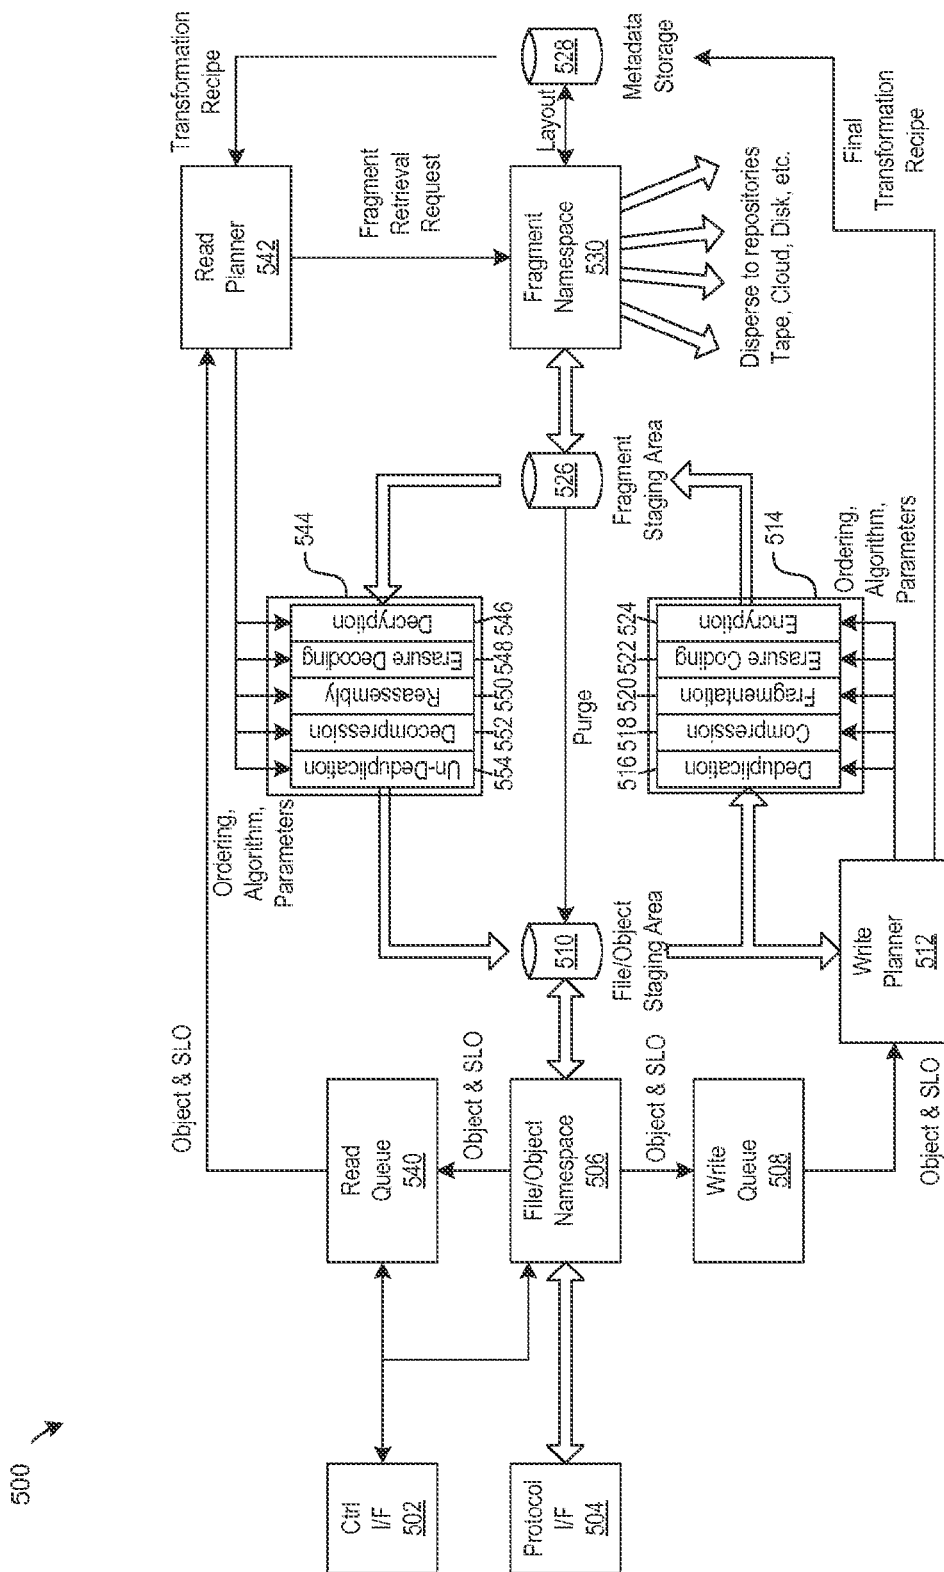 500
Ctrl
I/F
502
Protocol
I/F
504
Object & SLO
Read
Queue
540
Object & SLO
File/Object
Namespace
506
Object & SLO
Write
Queue
508
Object & SLO
Ordering,
Algorithm,
Parameters
510
File/Object
Staging Area
Write
Planner
512
544
Un-Deduplication
Decompression
Reassembly
Erasure Decoding
Decryption
554
552
550
548
546
Purge
516
518
520
522
524
Deduplication
Compression
Fragmentation
Erasure Coding
Encryption
514
Ordering,
Algorithm,
Parameters
526
Fragment
Staging Area
Read
Planner
542
Transformation
Recipe
Fragment
Retrieval
Request
Fragment
Namespace
530
Layout
528
Metadata
Storage
Disperse to repositories
Tape, Cloud, Disk, etc.
Final
Transformation
Recipe